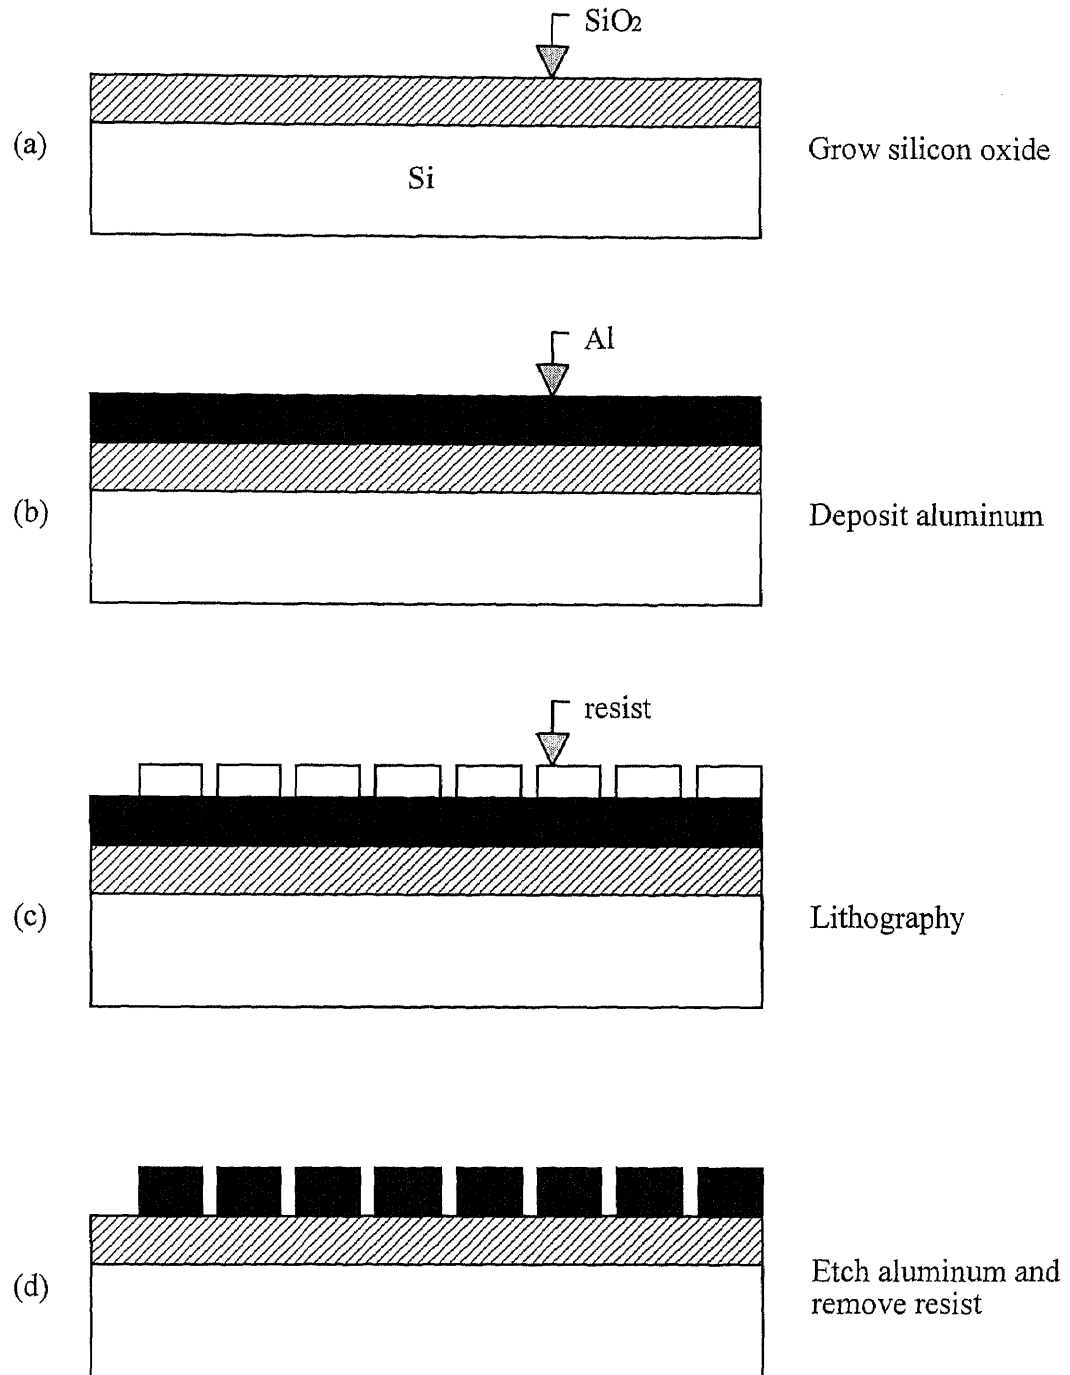 SiO2
(a)
Si
Grow silicon oxide
Al
(b)
Deposit aluminum
resist
(c)
Lithography
(d)
Etch aluminum and
remove resist